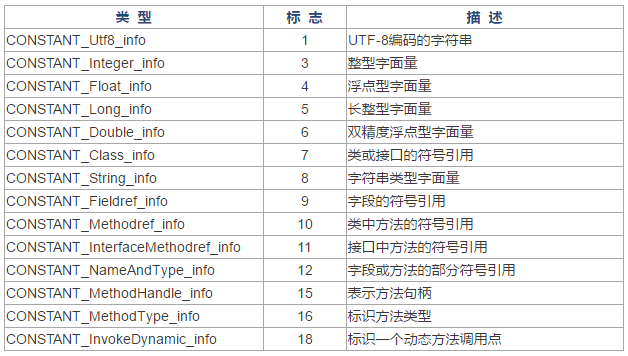 类 型 标 志 描 述
CONSTANT_Utf8_info 1 UTF-8编码的字符串
CONSTANT_Integer_info 3 整型字面量
CONSTANT_Float_info 4 浮点型字面量
CONSTANT_Long_info 5 长整型字面量
CONSTANT_Double_info 6 双精度浮点型字面量
CONSTANT_Class_info 7 类或接口的符号引用
CONSTANT_String_info 8 字符串类型字面量
CONSTANT_Fieldref_info 9 字段的符号引用
CONSTANT_Methodref_info 10 类中方法的符号引用
CONSTANT_InterfaceMethodref_info 11 接口中方法的符号引用
CONSTANT_NameAndType_info 12 字段或方法的部分符号引用
CONSTANT_MethodHandle_info 15 表示方法句柄
CONSTANT_MethodType_info 16 标识方法类型
CONSTANT_InvokeDynamic_info 18 标识一个动态方法调用点